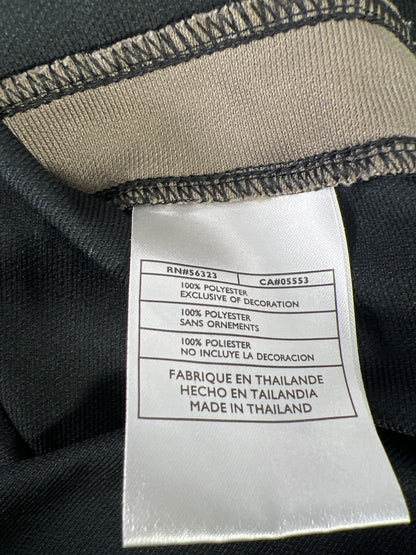 RN#56323 CA#05553
100% POLYESTER
EXCLUSIVE OF DECORATION
100% POLYESTER
SANS ORNEMENTS
100% POLIESTER
NO INCLUYE LA DECORACION
FABRIQUE EN THAILANDE
HECHO EN TAILANDIA
MADE IN THAILAND